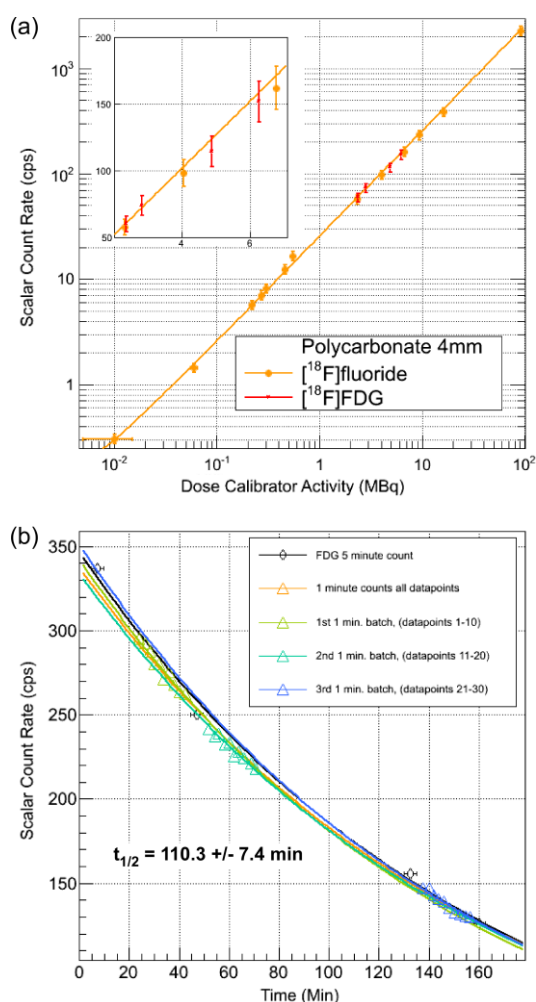 (a)
200
150
100
50
4
6
10³
10²
10
1
10⁻²
10⁻¹
1
10
10²
Scalar Count Rate (cps)
Dose Calibrator Activity (MBq)
Polycarbonate 4mm
[¹⁸F]fluoride
[¹⁸F]FDG
(b)
350
300
250
200
150
0
20
40
60
80
100
120
140
160
Scalar Count Rate (cps)
Time (Min)
FDG 5 minute count
1 minute counts all datapoints
1st 1 min. batch, (datapoints 1-10)
2nd 1 min. batch, (datapoints 11-20)
3rd 1 min. batch, (datapoints 21-30)
t1/2 = 110.3 +/- 7.4 min